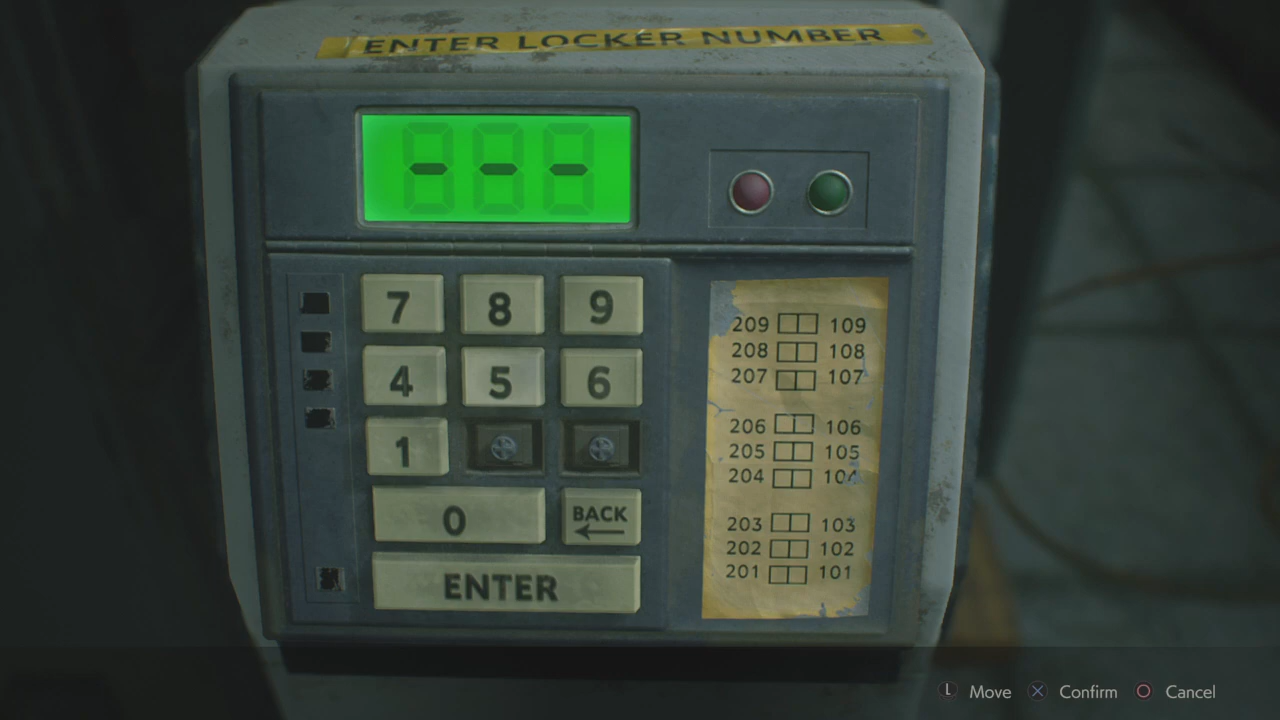 ENTER LOCKER NUMBER
- - -
7 8 9
4 5 6
1
0 BACK
ENTER
209 109
208 108
207 107
206 106
205 105
204 104
203 103
202 102
201 101
L Move X Confirm O Cancel